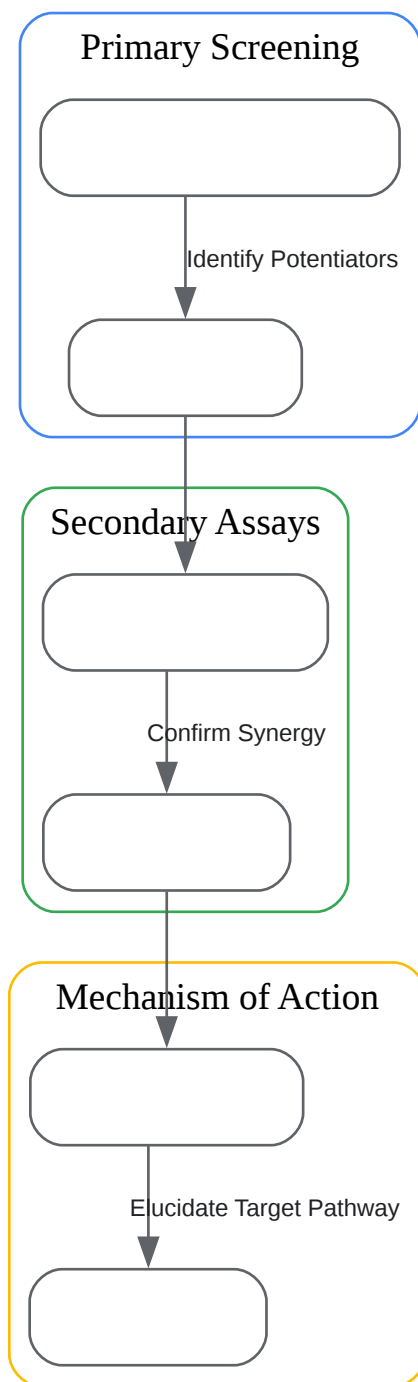 Primary Screening
Identify Potentiators
Secondary Assays
Confirm Synergy
Mechanism of Action
Elucidate Target Pathway